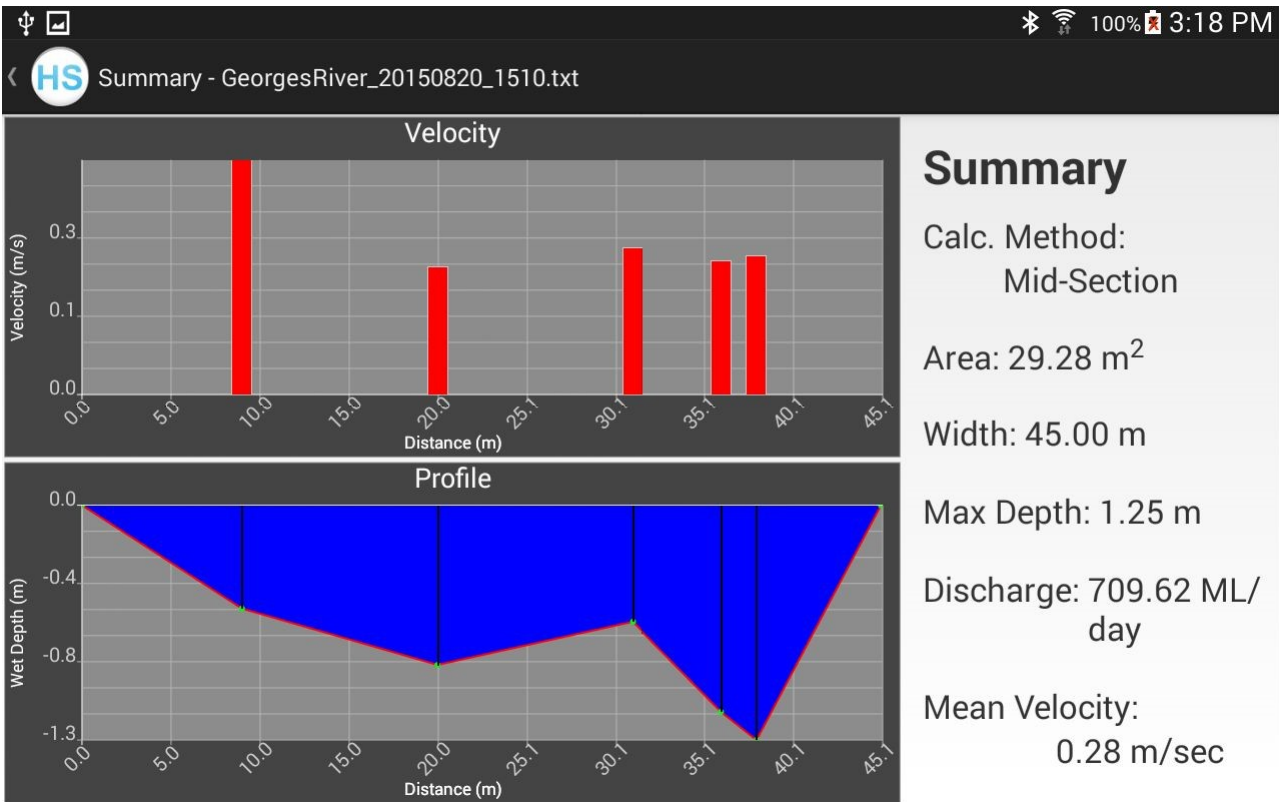 100% 3:18 PM
HS Summary - GeorgesRiver_20150820_1510.txt
Velocity
Velocity (m/s)
0.3
0.1
0.0
0.0 5.0 10.0 15.0 20.0 25.1 30.1 35.1 40.1 45.1
Distance (m)
Profile
Wet Depth (m)
0.0
-0.4
-0.8
-1.3
0.0 5.0 10.0 15.0 20.0 25.1 30.1 35.1 40.1 45.1
Distance (m)
Summary
Calc. Method:
Mid-Section
Area: 29.28 m²
Width: 45.00 m
Max Depth: 1.25 m
Discharge: 709.62 ML/
day
Mean Velocity:
0.28 m/sec